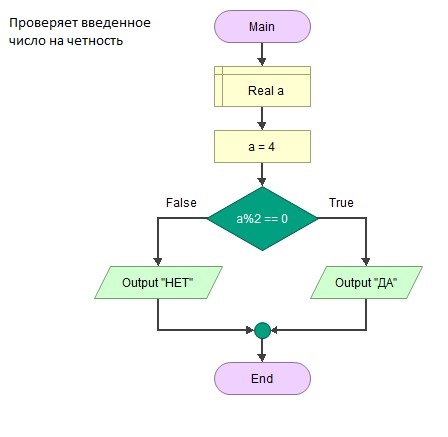 Проверяет введенное
число на четность
Main
Real a
a = 4
a%2 == 0
False
True
Output "НЕТ"
Output "ДА"
End